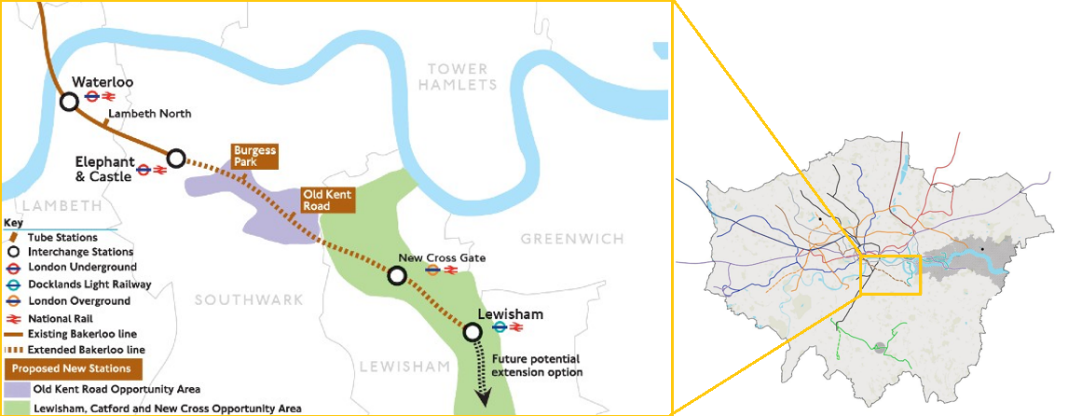 TOWER
HAMLETS
Waterloo
Lambeth North
Elephant
& Castle
Burgess
Park
Old Kent
Road
LAMBETH
GREENWICH
New Cross Gate
SOUTHWARK
Lewisham
LEWISHAM
Future potential
extension option
Key
Tube Stations
Interchange Stations
London Underground
Docklands Light Railway
London Overground
National Rail
Existing Bakerloo line
Extended Bakerloo line
Proposed New Stations
Old Kent Road Opportunity Area
Lewisham, Catford and New Cross Opportunity Area